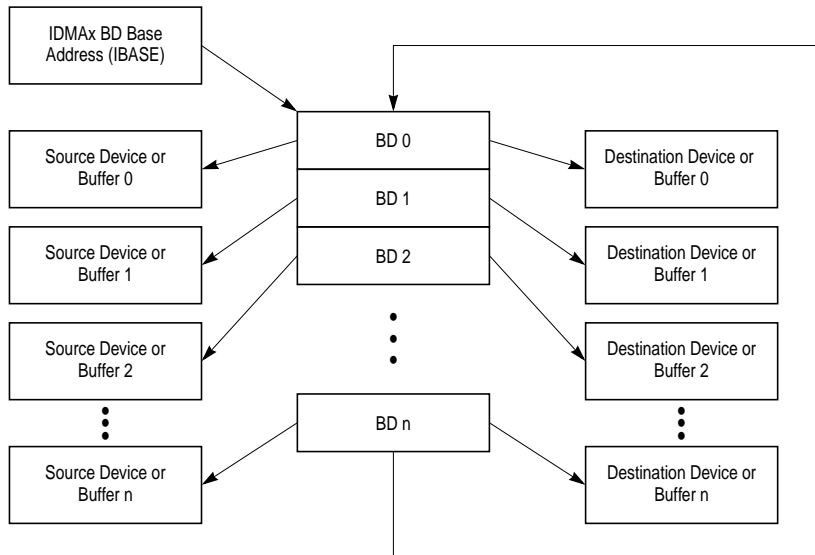 IDMAx BD Base
Address (IBASE)
BD 0
Source Device or
Buffer 0
Destination Device or
Buffer 0
BD 1
Source Device or
Buffer 1
Destination Device or
Buffer 1
BD 2
Source Device or
Buffer 2
Destination Device or
Buffer 2
BD n
Source Device or
Buffer n
Destination Device or
Buffer n